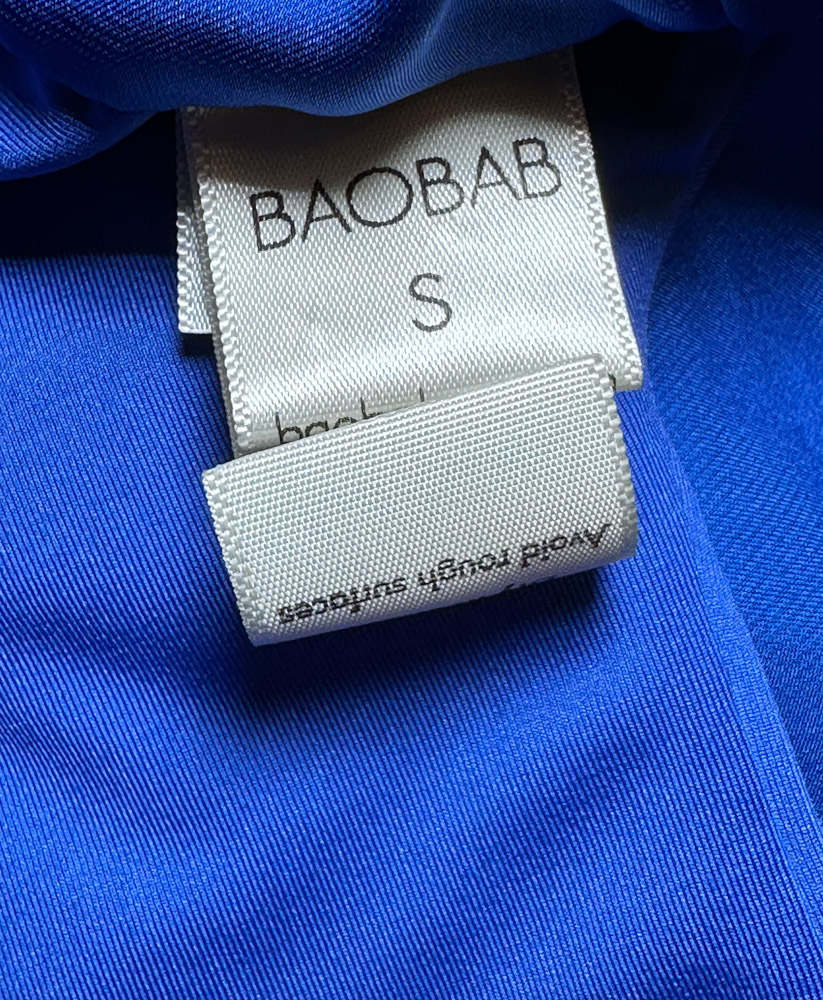 BAOBAB
S
Avoid rough surfaces